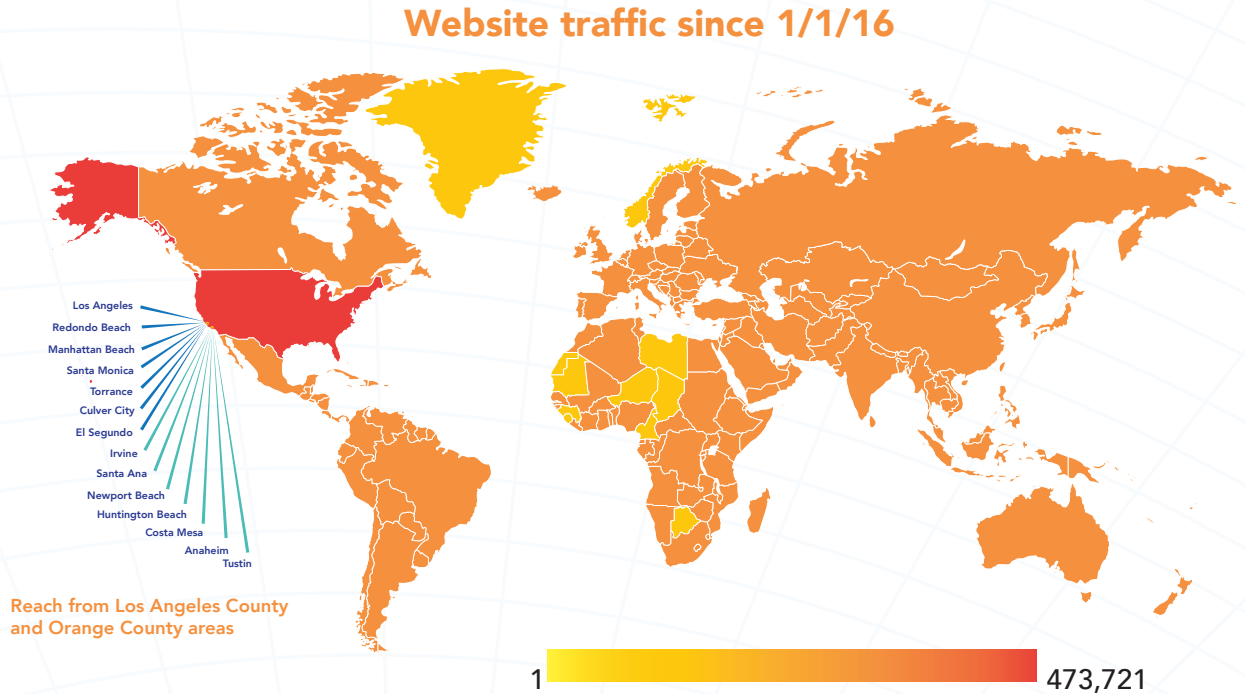 Website traffic since 1/1/16
Los Angeles
Redondo Beach
Manhattan Beach
Santa Monica
Torrance
Culver City
El Segundo
Irvine
Santa Ana
Newport Beach
Huntington Beach
Costa Mesa
Anaheim
Tustin
Reach from Los Angeles County
and Orange County areas
1
473,721